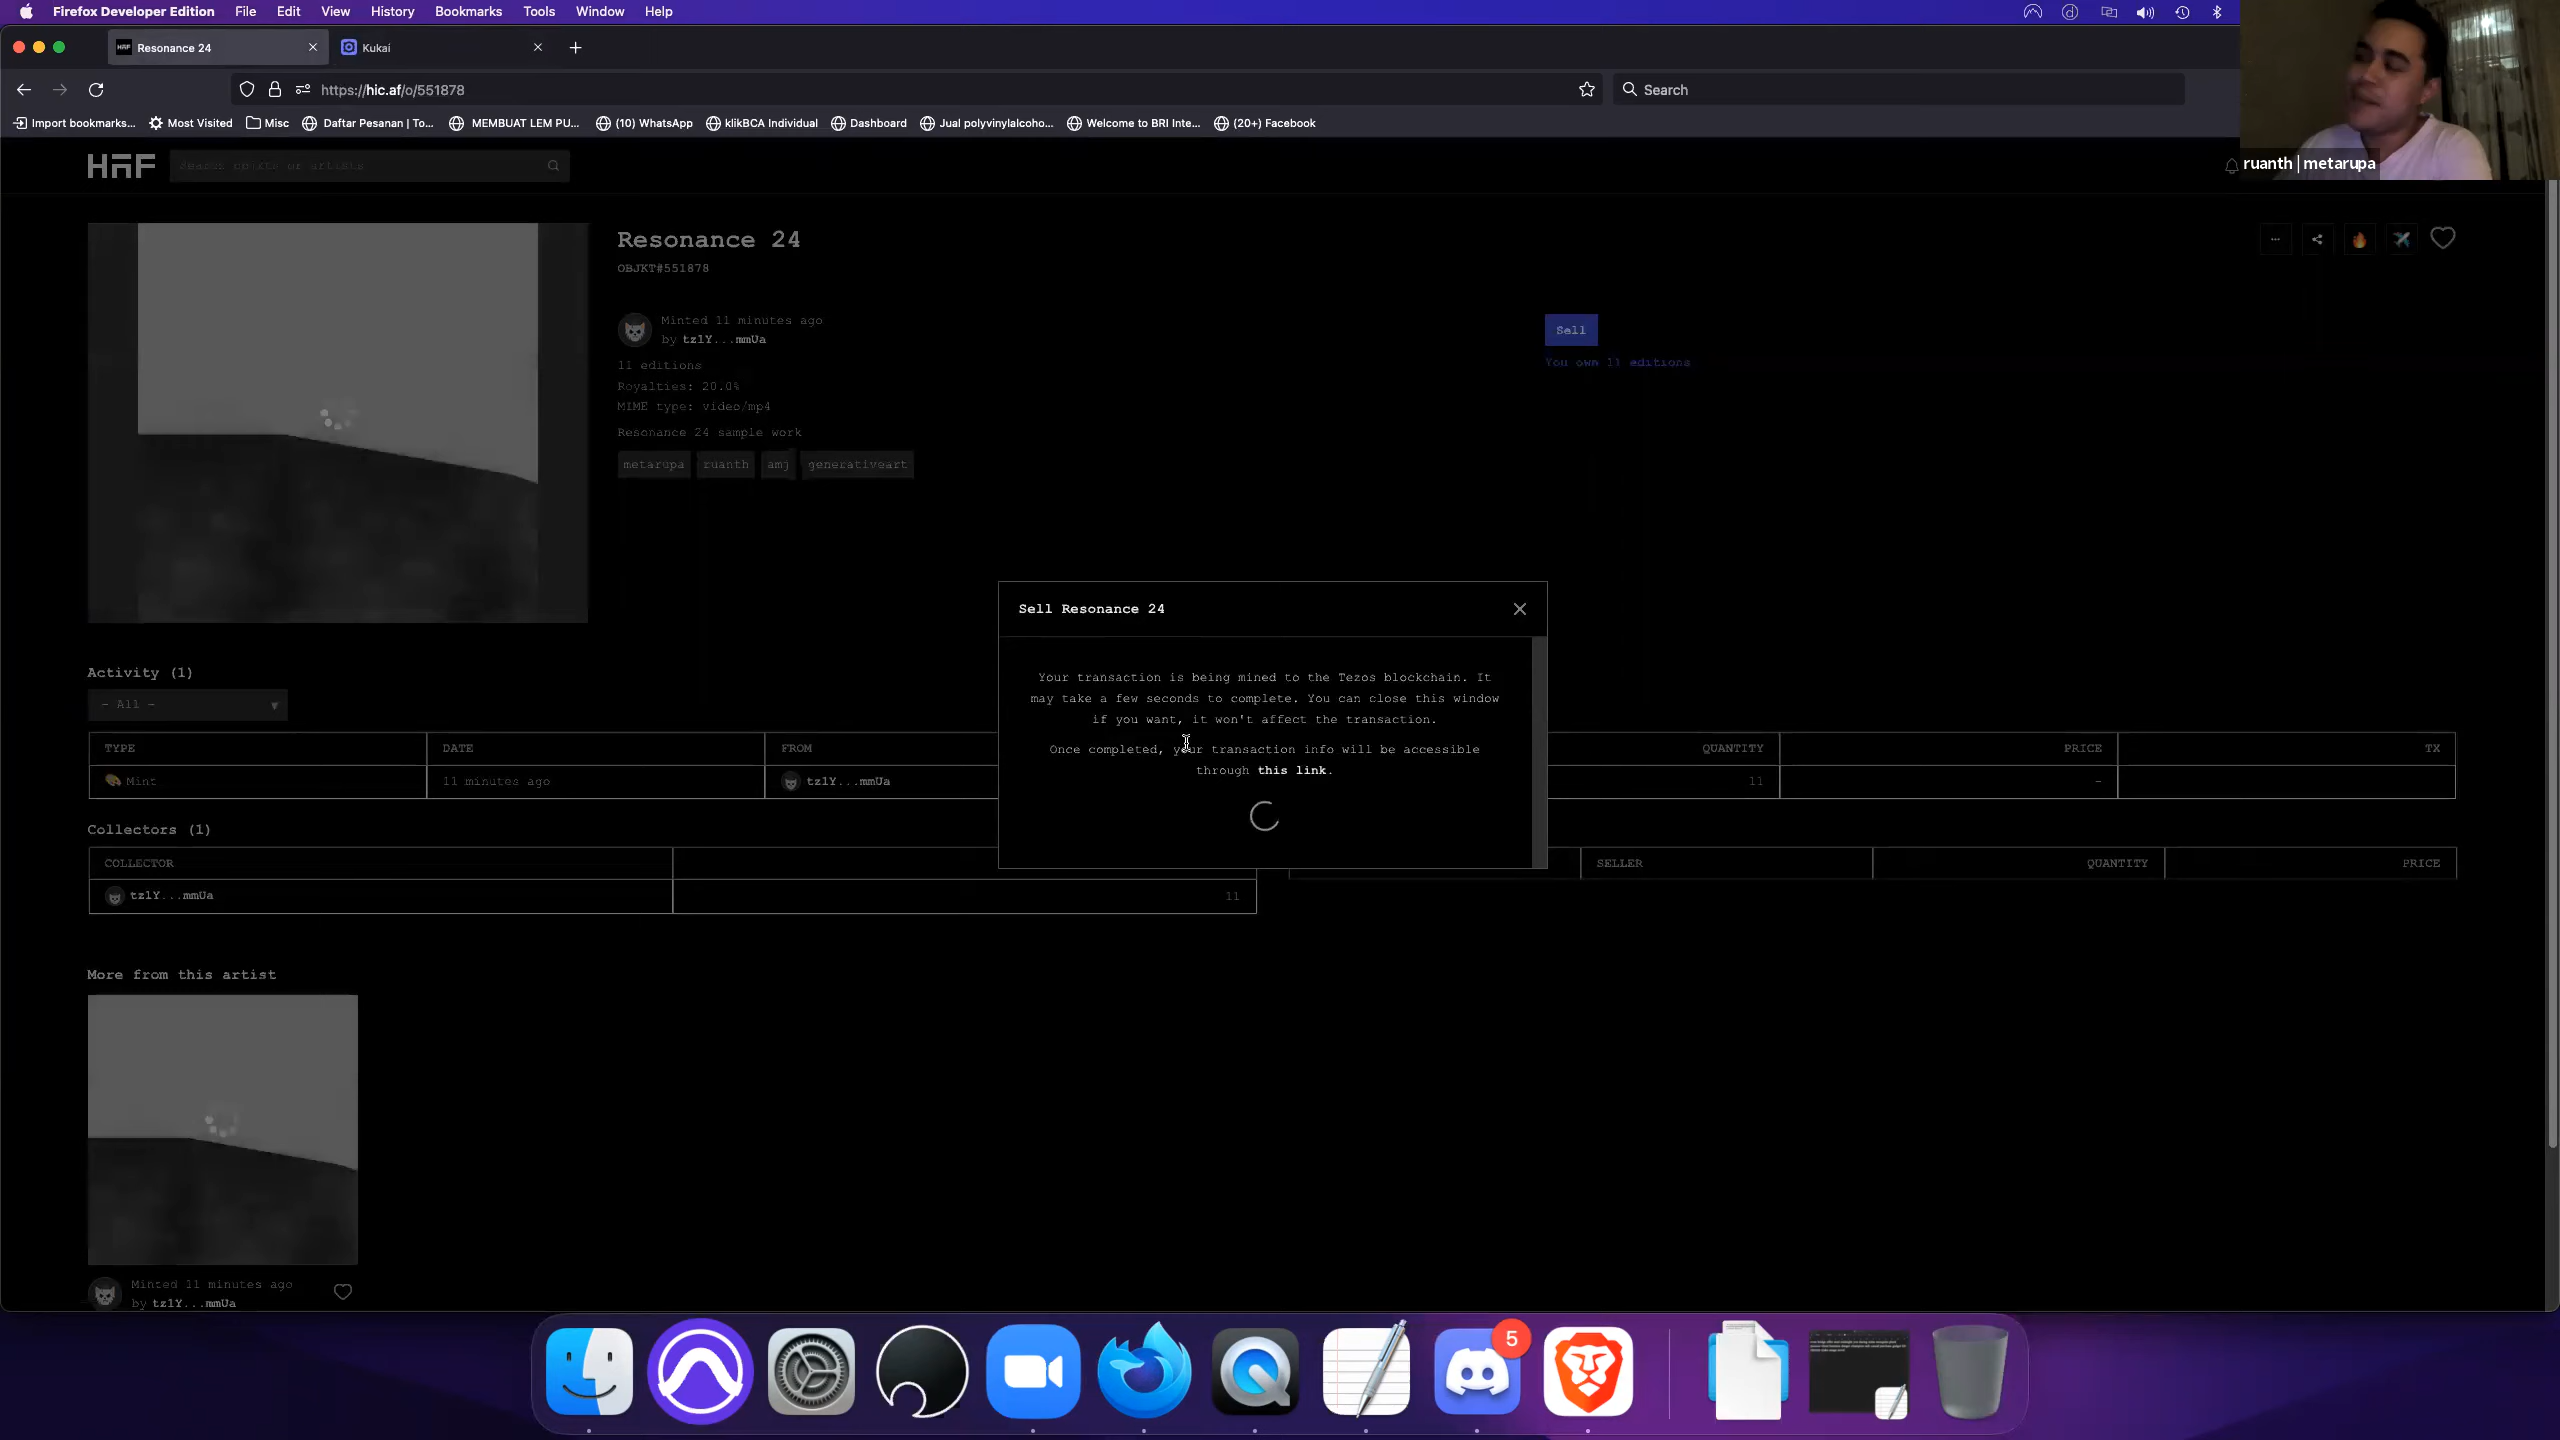 Firefox Developer Edition File Edit View History Bookmarks Tools Window Help
Resonance 24
Kukai
https://hic.af/o/551878
Search
Import bookmarks...
Most Visited
Misc
Daftar Pesanan | To...
MEMBUAT LEM PU...
(10) WhatsApp
klikBCA Individual
Dashboard
Jual polyvinylalcoho...
Welcome to BRI Inte...
(20+) Facebook
ruanth | metarupa
HAF
Search objkts or artists
Resonance 24
OBJKT#551878
Minted 11 minutes ago
by tz1Y...mmUa
11 editions
Royalties: 20.0%
MIME type: video/mp4
Resonance 24 sample work
metarupa ruanth amj generativeart
Sell
You own 11 editions
Sell Resonance 24
Your transaction is being mined to the Tezos blockchain. It
may take a few seconds to complete. You can close this window
if you want, it won't affect the transaction.
Once completed, your transaction info will be accessible
through this link.
Activity (1)
- All -
TYPE DATE FROM QUANTITY PRICE TX
Mint 11 minutes ago tz1Y...mmUa 11 -
Collectors (1)
COLLECTOR
tz1Y...mmUa 11
SELLER QUANTITY PRICE
More from this artist
Minted 11 minutes ago
by tz1Y...mmUa
5